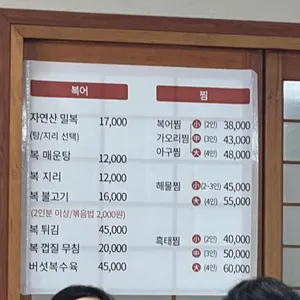 복어
자연산 밀복 17,000
(탕/지리 선택)
복 매운탕 12,000
복 지리 12,000
복 불고기 16,000
(2인분 이상/볶음밥 2,000원)
복 튀김 45,000
복 껍질 무침 20,000
버섯복수육 45,000
찜
복어찜 小 (2인) 38,000
가오리찜 中 (3인) 43,000
아구찜 大 (4인) 48,000
해물찜 小 (2~3인) 45,000
大 (4인) 55,000
흑태찜 小 (2인) 40,000
中 (3인) 50,000
大 (4인) 60,000